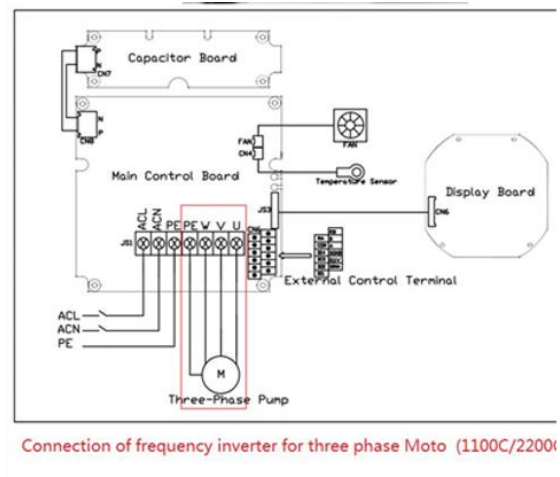 Capacitor Board
P
N
CN7
N
P
CN8
FAN
CN4
FAN
Temperature Sensor
Main Control Board
Display Board
JS3
CN6
ACL ACN PE PE W V U
JS1
CN5
External Control Terminal
ACL
ACN
PE
M
Three-Phase Pump
Connection of frequency inverter for three phase Moto (1100C/2200C